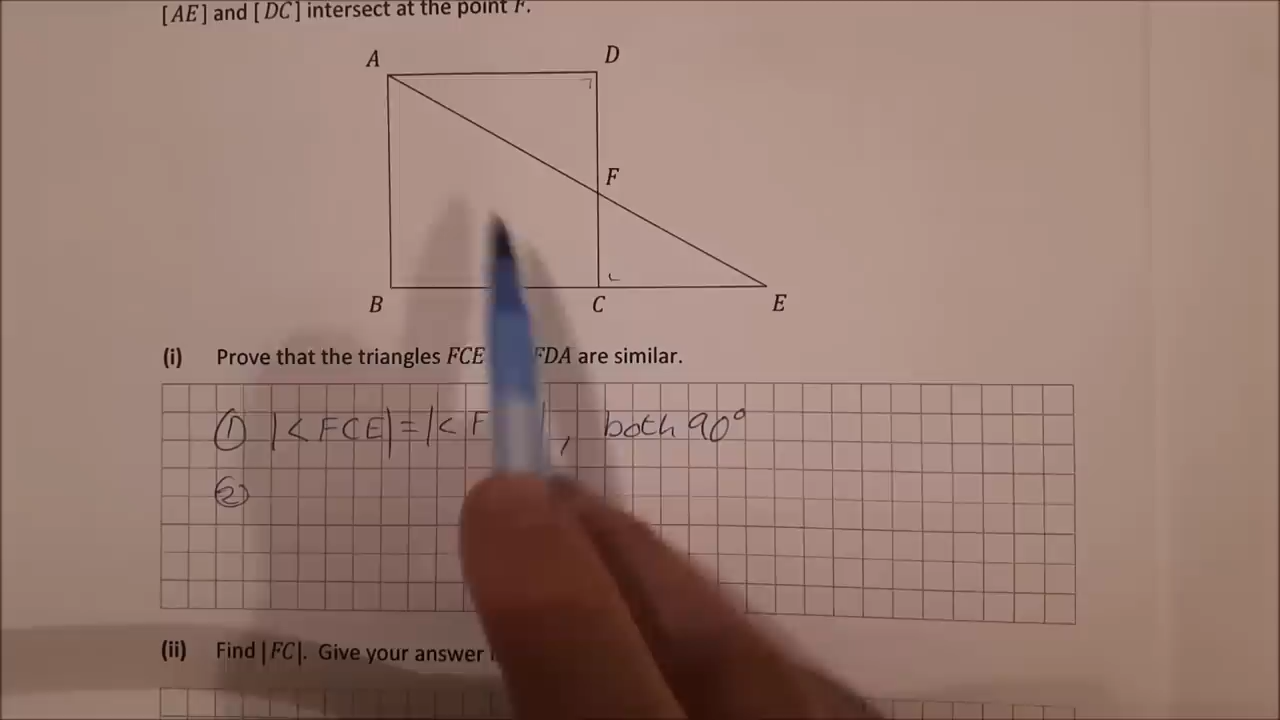 [AE] and [DC] intersect at the point F.
A
D
F
B
C
E
(i) Prove that the triangles FCE FDA are similar.
① |<FCE|=|<F |, both 90°
②
(ii) Find |FC|. Give your answer